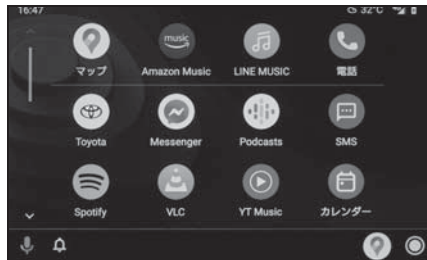 16:47 32°C
マップ Amazon Music LINE MUSIC 電話
Toyota Messenger Podcasts SMS
Spotify VLC YT Music カレンダー
music